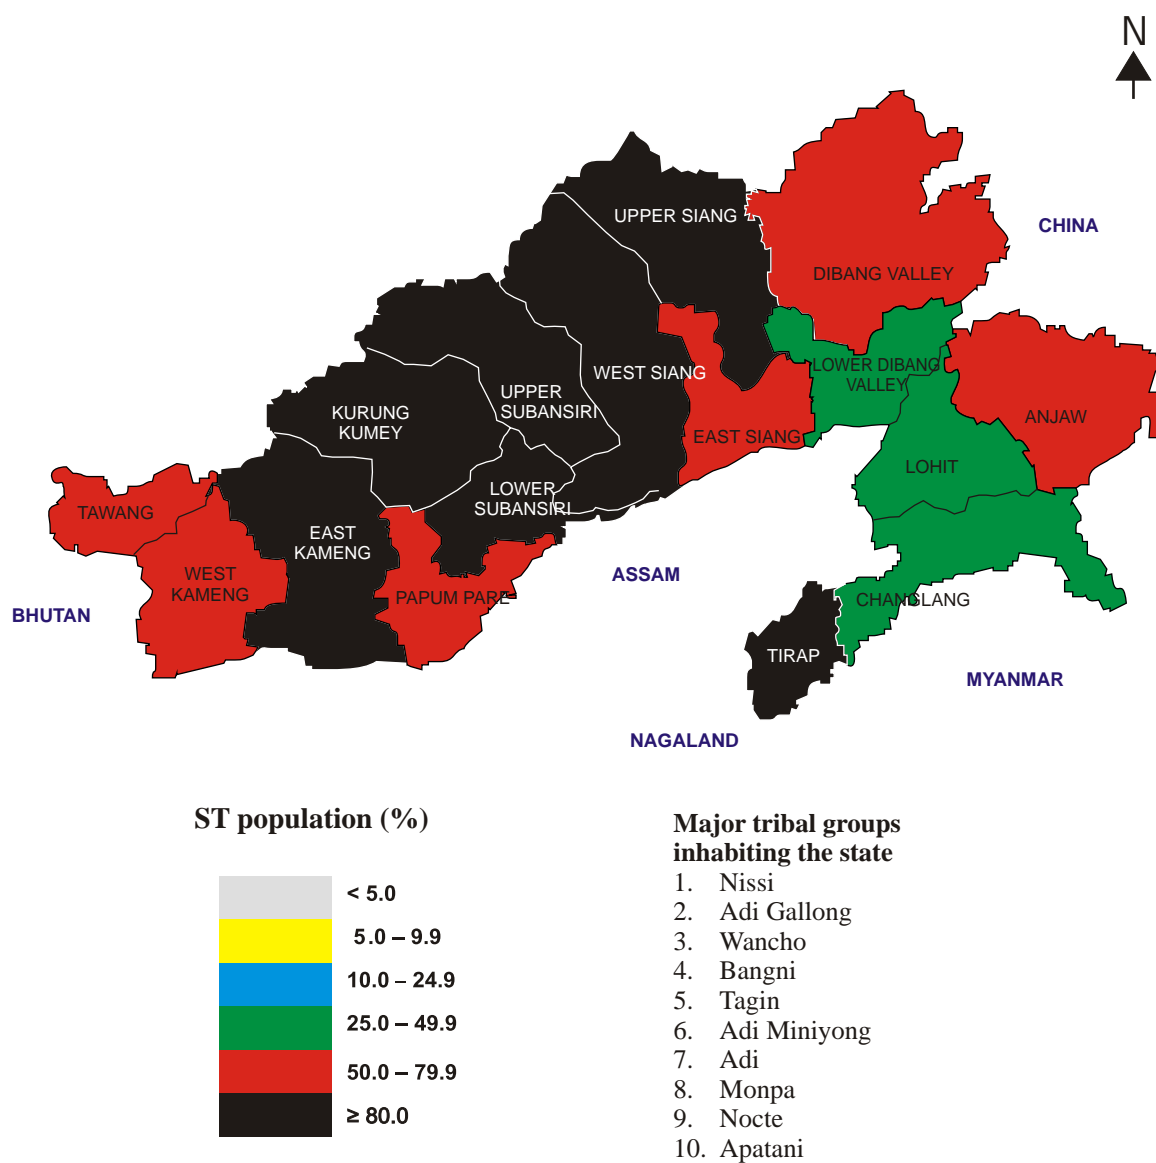 N
UPPER SIANG
CHINA
DIBANG VALLEY
LOWER DIBANG
VALLEY
WEST SIANG
UPPER
SUBANSIRI
KURUNG
KUMEY
ANJAW
EAST SIANG
LOHIT
LOWER
SUBANSIRI
TAWANG
EAST
KAMENG
WEST
KAMENG
ASSAM
PAPUM PARE
CHANGLANG
BHUTAN
TIRAP
MYANMAR
NAGALAND
ST population (%)
< 5.0
5.0 – 9.9
10.0 – 24.9
25.0 – 49.9
50.0 – 79.9
≥ 80.0
Major tribal groups
inhabiting the state
1. Nissi
2. Adi Gallong
3. Wancho
4. Bangni
5. Tagin
6. Adi Miniyong
7. Adi
8. Monpa
9. Nocte
10. Apatani